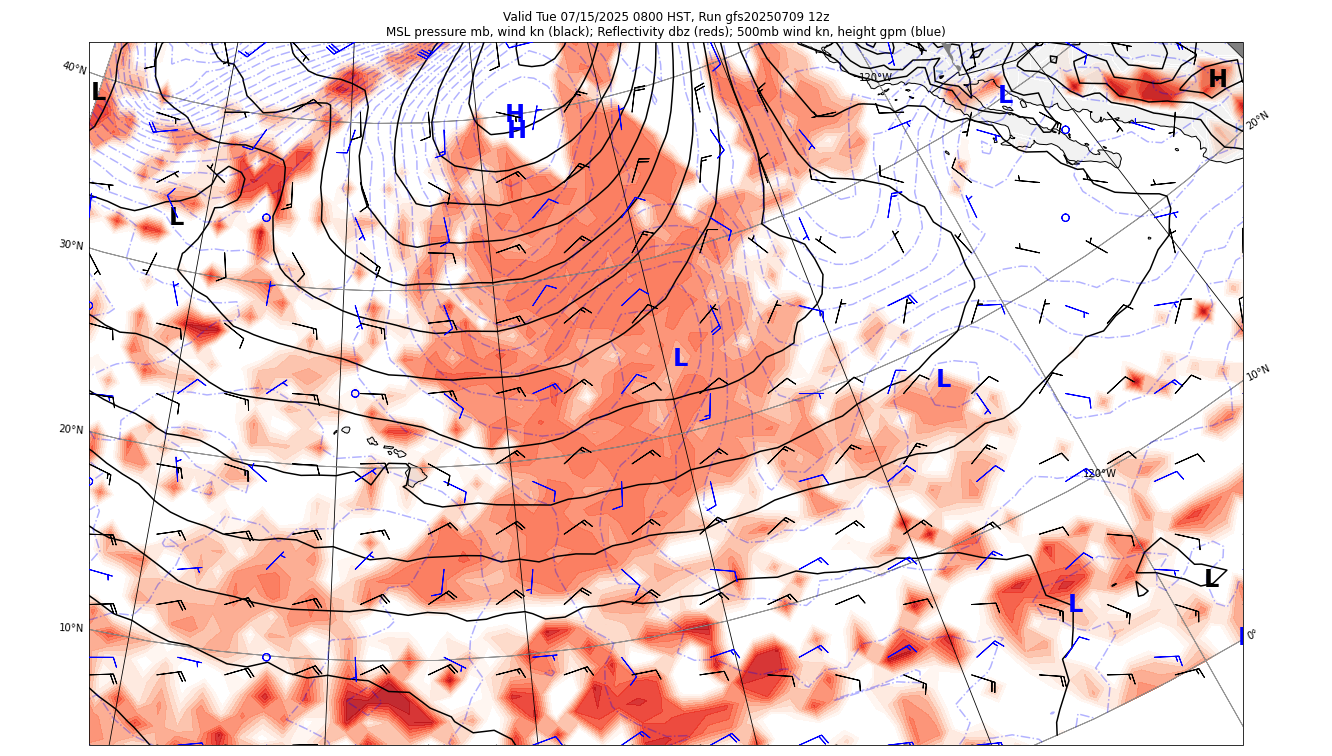 Valid Tue 07/15/2025 0800 HST, Run gfs20250709 12z
MSL pressure mb, wind kn (black); Reflectivity dbz (reds); 500mb wind kn, height gpm (blue)
40°N
120°W
H
L
L
20°N
H
H
L
30°N
L
10°N
L
20°N
120°W
L
L
10°N
0°